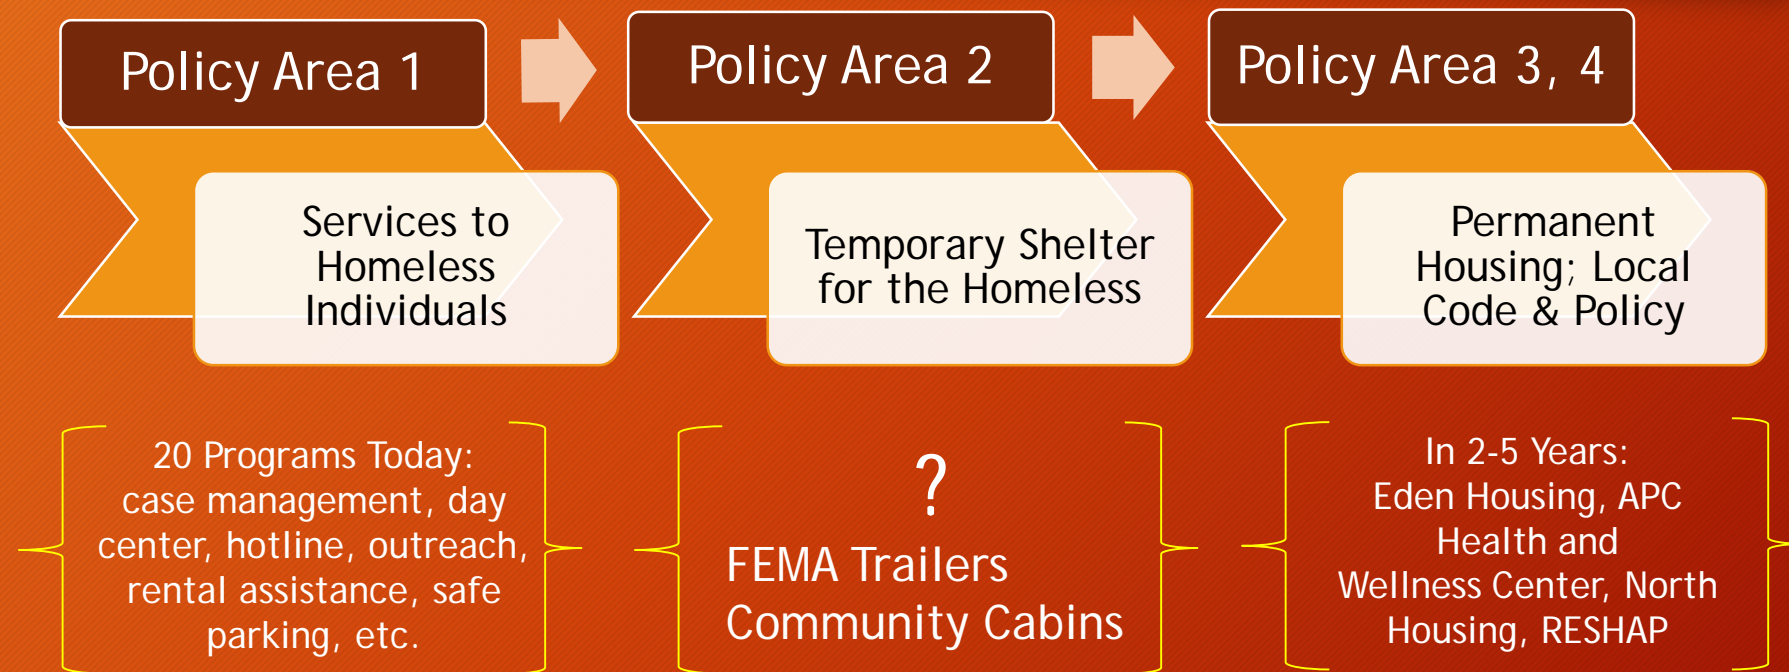 Policy Area 1
Policy Area 2
Policy Area 3, 4
Services to
Homeless
Individuals
Temporary Shelter
for the Homeless
Permanent
Housing; Local
Code & Policy
20 Programs Today:
case management, day
center, hotline, outreach,
rental assistance, safe
parking, etc.
?
FEMA Trailers
Community Cabins
In 2-5 Years:
Eden Housing, APC
Health and
Wellness Center, North
Housing, RESHAP